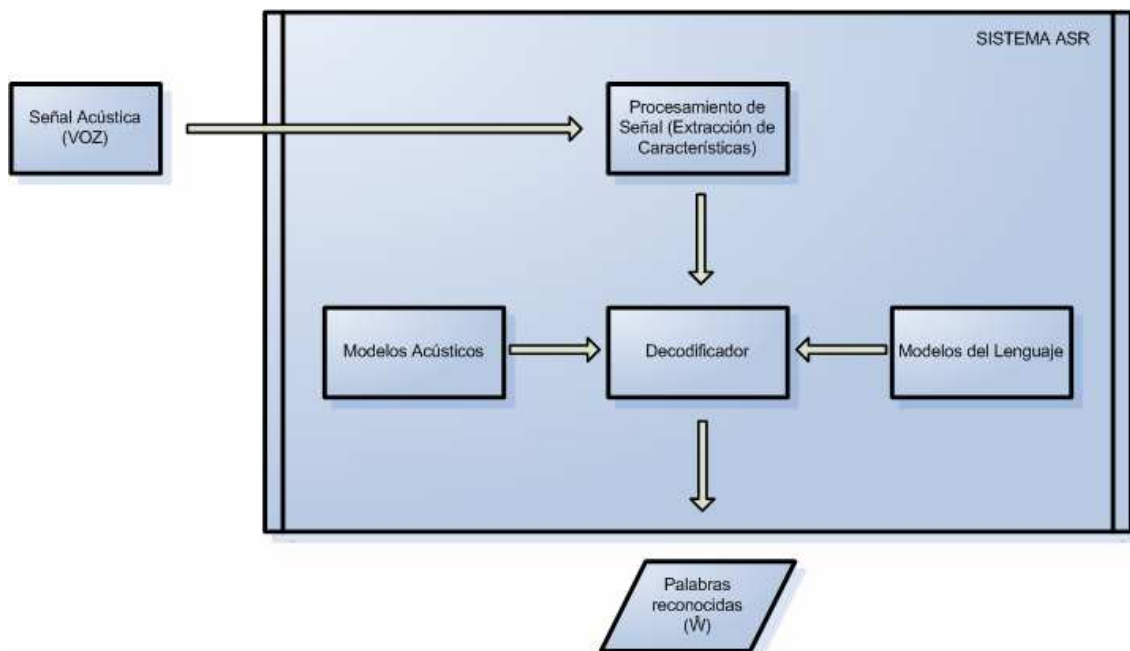 SISTEMA ASR
Señal Acústica
(VOZ)
Procesamiento de
Señal (Extracción de
Características)
Modelos Acústicos
Decodificador
Modelos del Lenguaje
Palabras
reconocidas
(Ŵ)